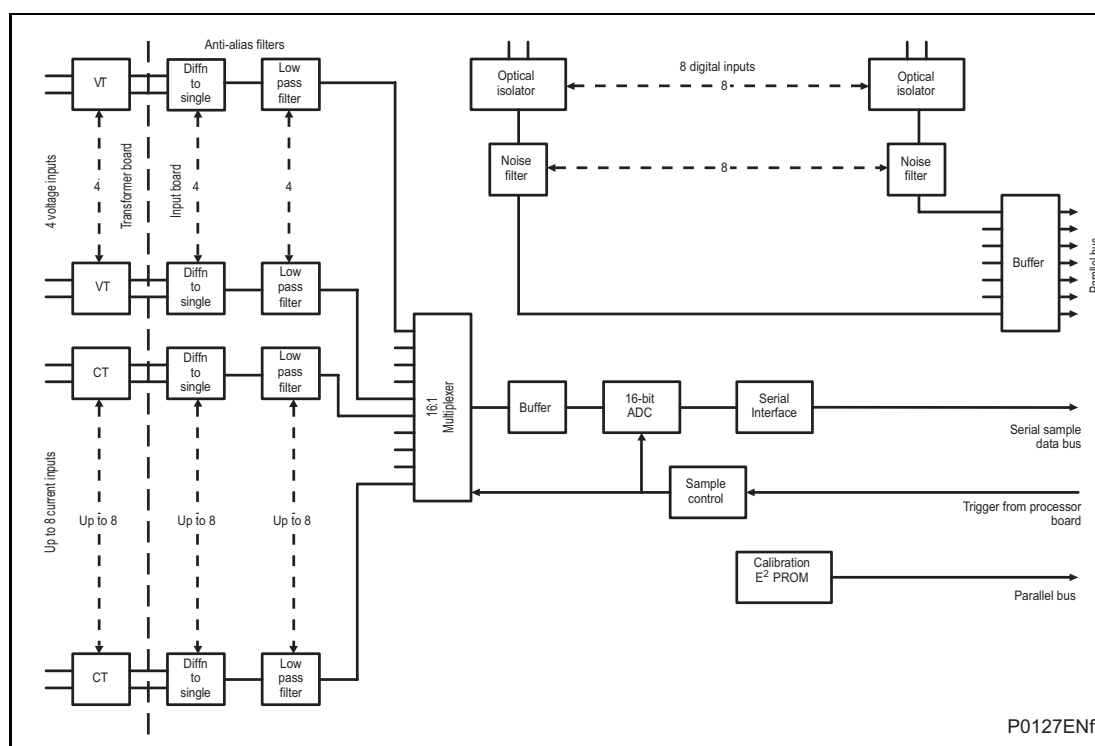 Anti-alias filters
VT
Diffn
to
single
Low
pass
filter
4 voltage inputs
4
Transformer board
Input board
4
4
VT
Diffn
to
single
Low
pass
filter
CT
Diffn
to
single
Low
pass
filter
Up to 8 current inputs
Up to 8
Up to 8
Up to 8
CT
Diffn
to
single
Low
pass
filter
16:1
Multiplexer
Buffer
16-bit
ADC
Serial
Interface
Serial sample
data bus
Sample
control
Trigger from processor
board
Calibration
E² PROM
Parallel bus
Optical
isolator
8 digital inputs
8
Optical
isolator
Noise
filter
8
Noise
filter
Buffer
Parallel bus
P0127ENf